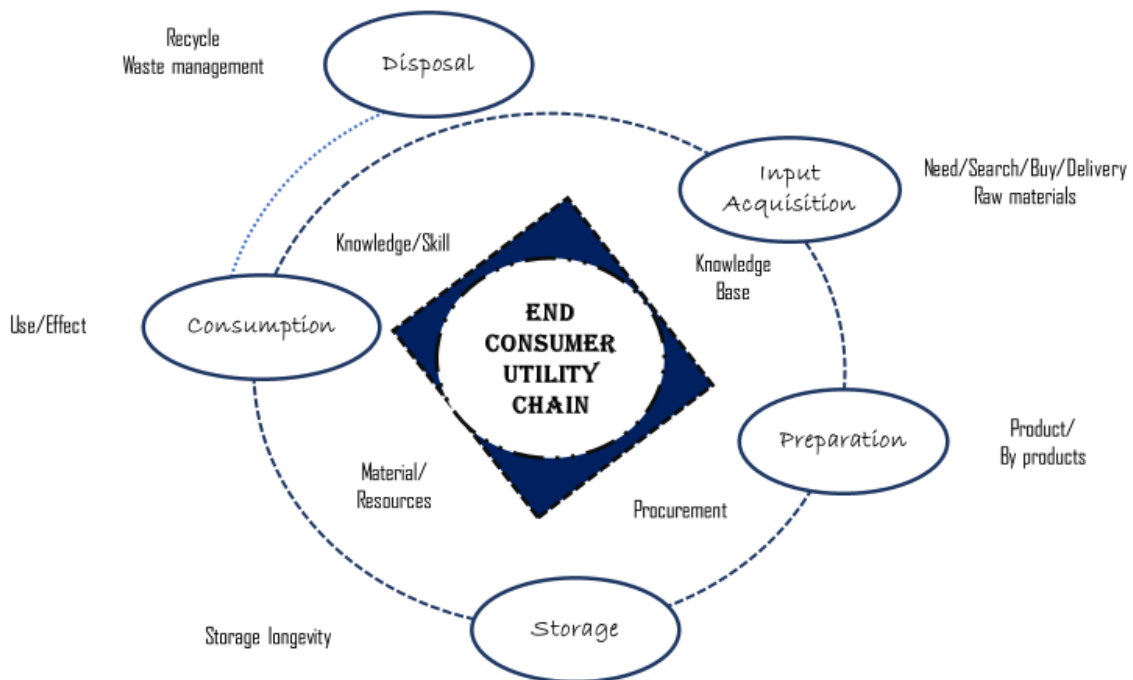 Recycle
Waste management
Disposal
Input
Acquisition
Need/Search/Buy/Delivery
Raw materials
Knowledge/Skill
Knowledge
Base
Use/Effect
Consumption
END
CONSUMER
UTILITY
CHAIN
Preparation
Product/
By products
Material/
Resources
Procurement
Storage
Storage longevity